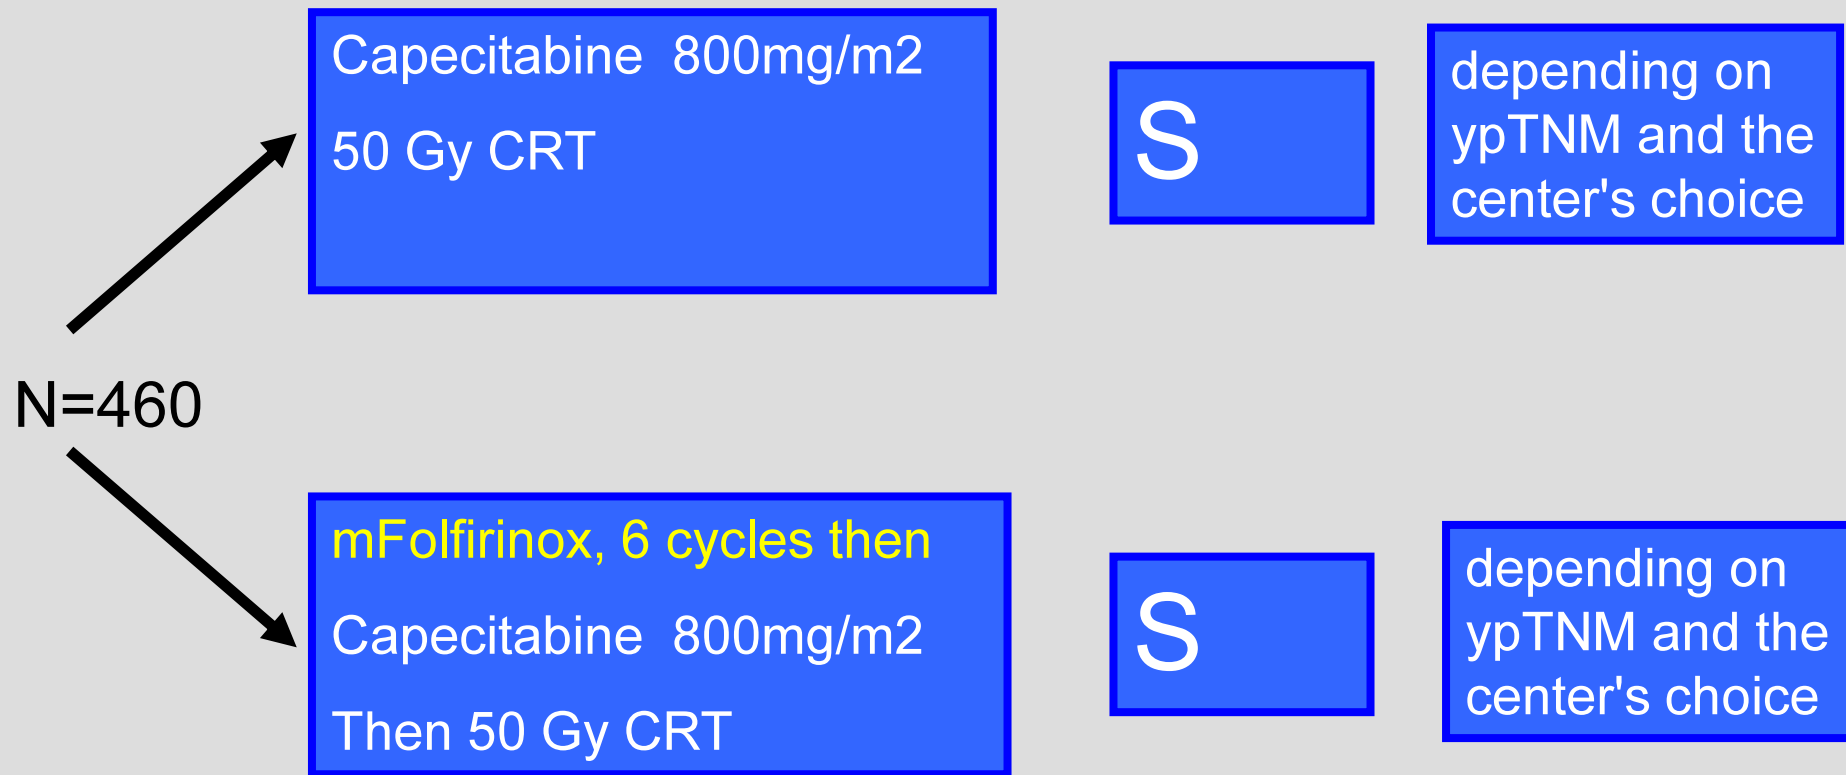 Capecitabine 800mg/m2
50 Gy CRT
S
depending on
ypTNM and the
center's choice
N=460
mFolfirinox, 6 cycles then
Capecitabine 800mg/m2
Then 50 Gy CRT
S
depending on
ypTNM and the
center's choice